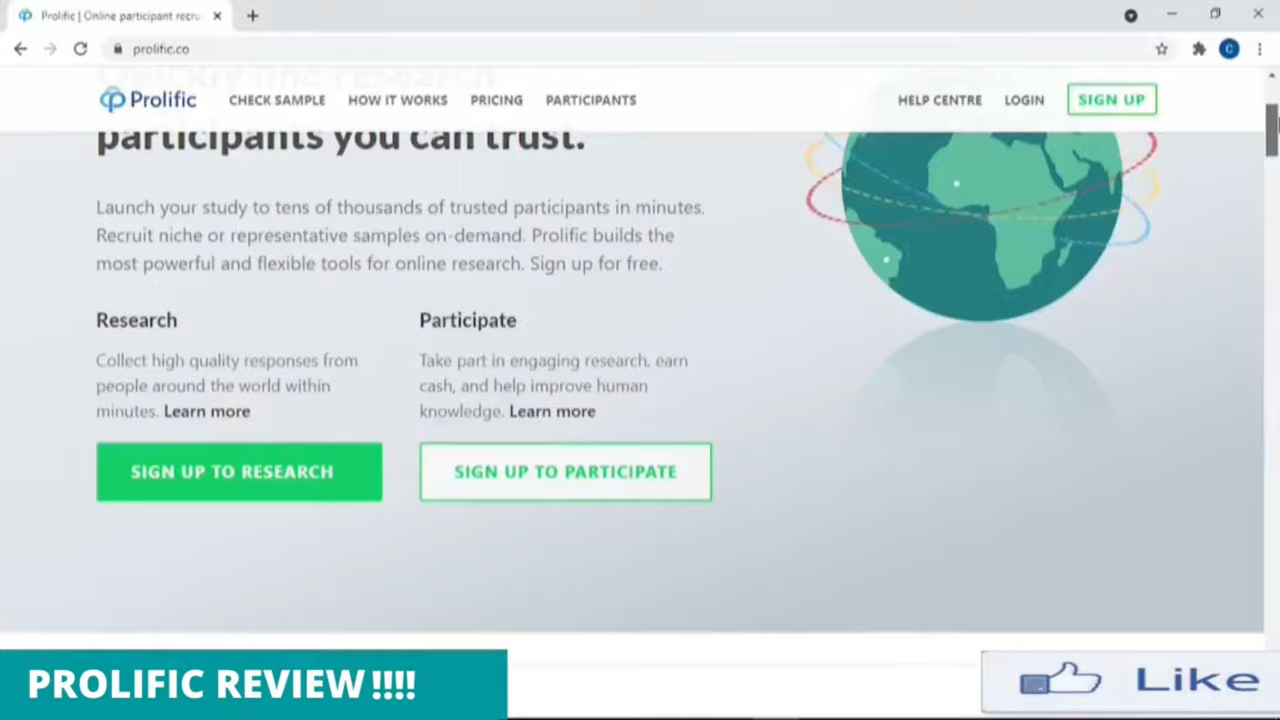 Prolific | Online participant recru
prolific.co
Prolific CHECK SAMPLE HOW IT WORKS PRICING PARTICIPANTS HELP CENTRE LOGIN SIGN UP
participants you can trust.
Launch your study to tens of thousands of trusted participants in minutes.
Recruit niche or representative samples on-demand. Prolific builds the
most powerful and flexible tools for online research. Sign up for free.
Research
Collect high quality responses from
people around the world within
minutes. Learn more
SIGN UP TO RESEARCH
Participate
Take part in engaging research, earn
cash, and help improve human
knowledge. Learn more
SIGN UP TO PARTICIPATE
PROLIFIC REVIEW!!!!
Like